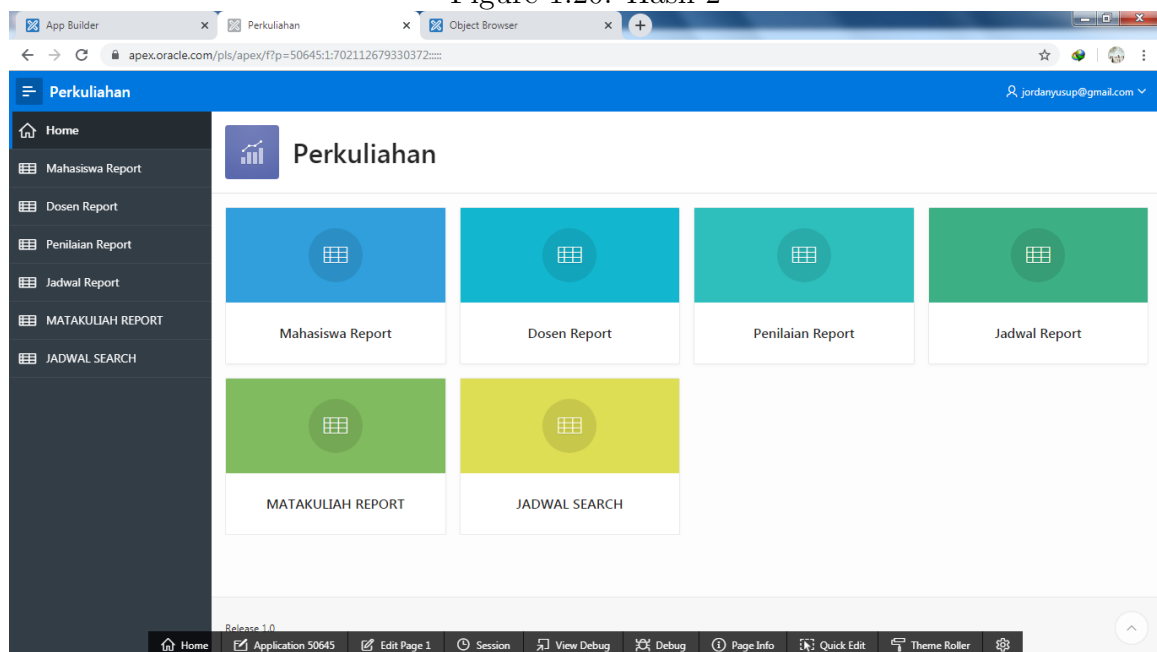 Figure 1.20: Hasil 2
App Builder
Perkuliahan
Object Browser
apex.oracle.com/pls/apex/f?p=50645:1:702112679330372:::::
Perkuliahan
jordanyusup@gmail.com
Home
Mahasiswa Report
Dosen Report
Penilaian Report
Jadwal Report
MATAKULIAH REPORT
JADWAL SEARCH
Perkuliahan
Mahasiswa Report
Dosen Report
Penilaian Report
Jadwal Report
MATAKULIAH REPORT
JADWAL SEARCH
Release 1.0
Home
Application 50645
Edit Page 1
Session
View Debug
Debug
Page Info
Quick Edit
Theme Roller